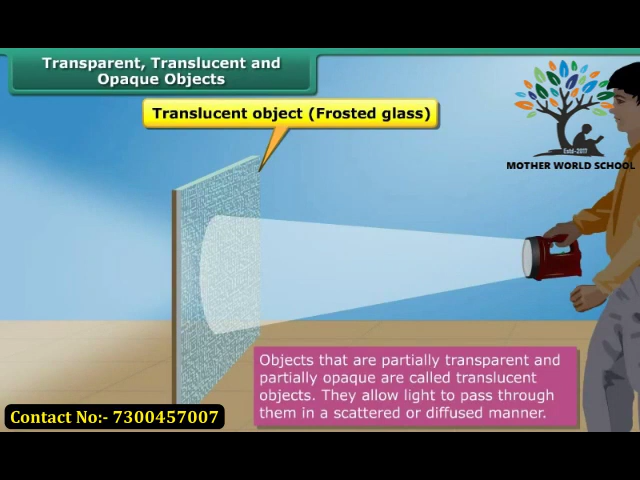 Transparent, Translucent and
Opaque Objects
Translucent object (Frosted glass)
Estd-2017
MOTHER WORLD SCHOOL
Objects that are partially transparent and
partially opaque are called translucent
objects. They allow light to pass through
them in a scattered or diffused manner.
Contact No:- 7300457007